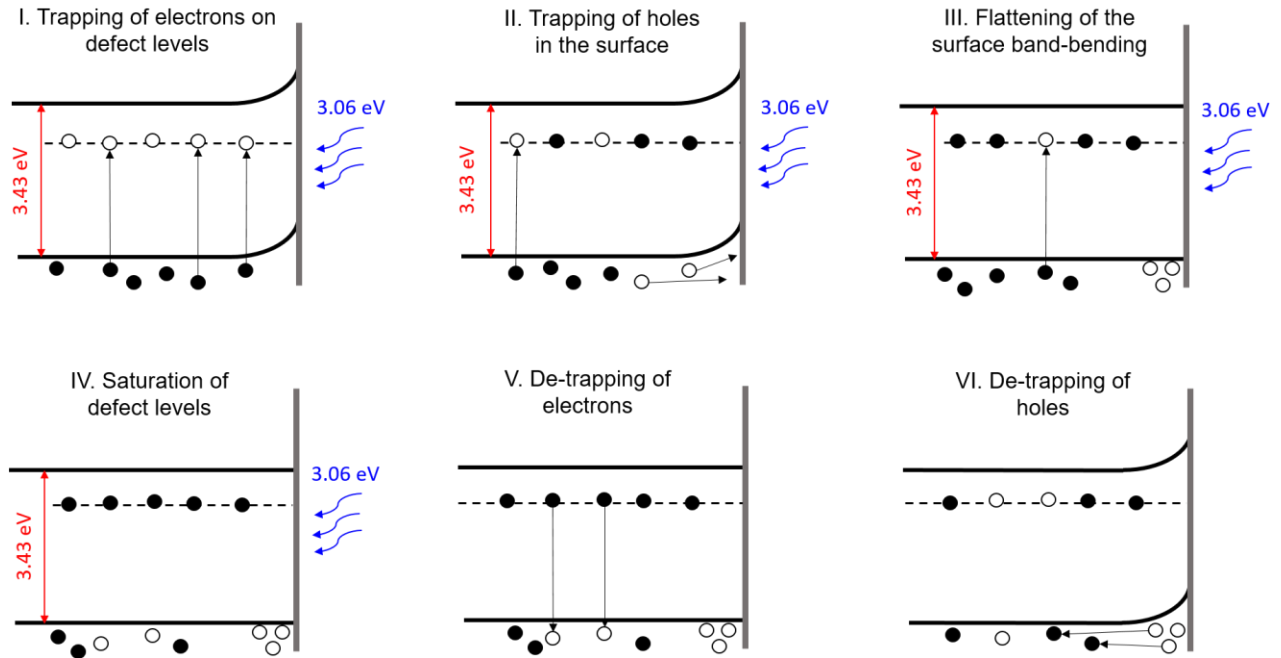 I. Trapping of electrons on
defect levels
3.43 eV
3.06 eV
II. Trapping of holes
in the surface
3.43 eV
3.06 eV
III. Flattening of the
surface band-bending
3.43 eV
3.06 eV
IV. Saturation of
defect levels
3.43 eV
3.06 eV
V. De-trapping of
electrons
VI. De-trapping of
holes